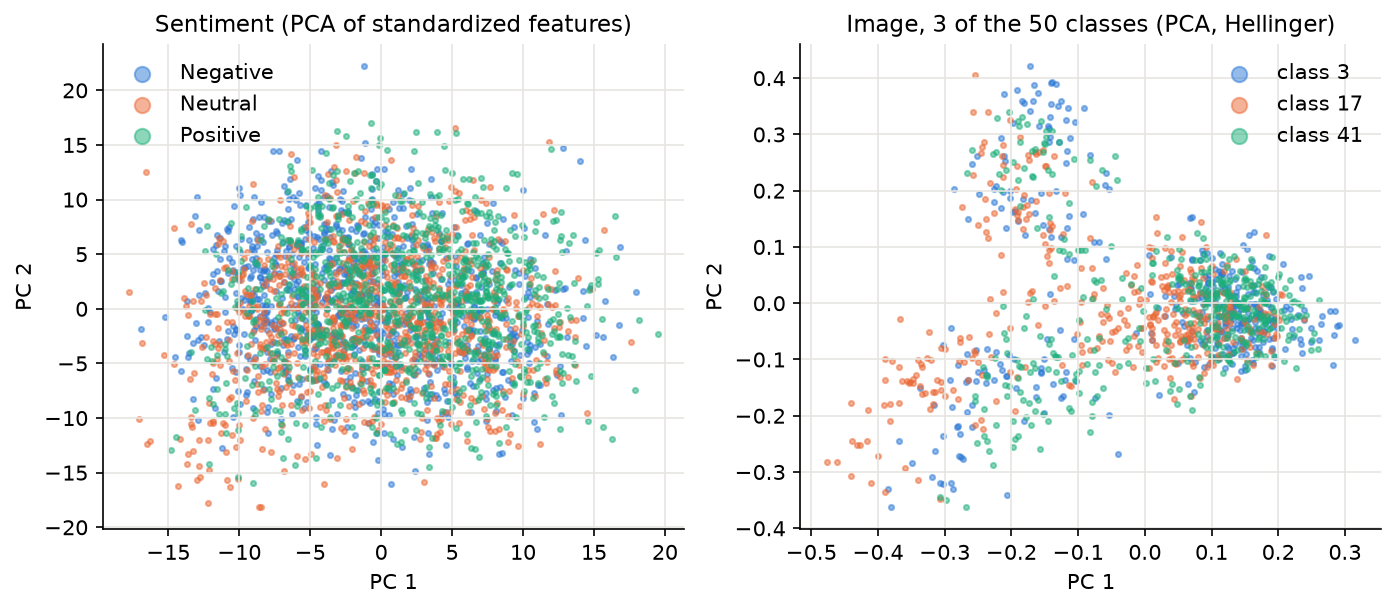 Sentiment (PCA of standardized features)
Negative
Neutral
Positive
20
15
10
5
0
−5
−10
−15
−20
PC 2
−15
−10
−5
0
5
10
15
20
PC 1
Image, 3 of the 50 classes (PCA, Hellinger)
class 3
class 17
class 41
0.4
0.3
0.2
0.1
0.0
−0.1
−0.2
−0.3
−0.4
PC 2
−0.5
−0.4
−0.3
−0.2
−0.1
0.0
0.1
0.2
0.3
PC 1